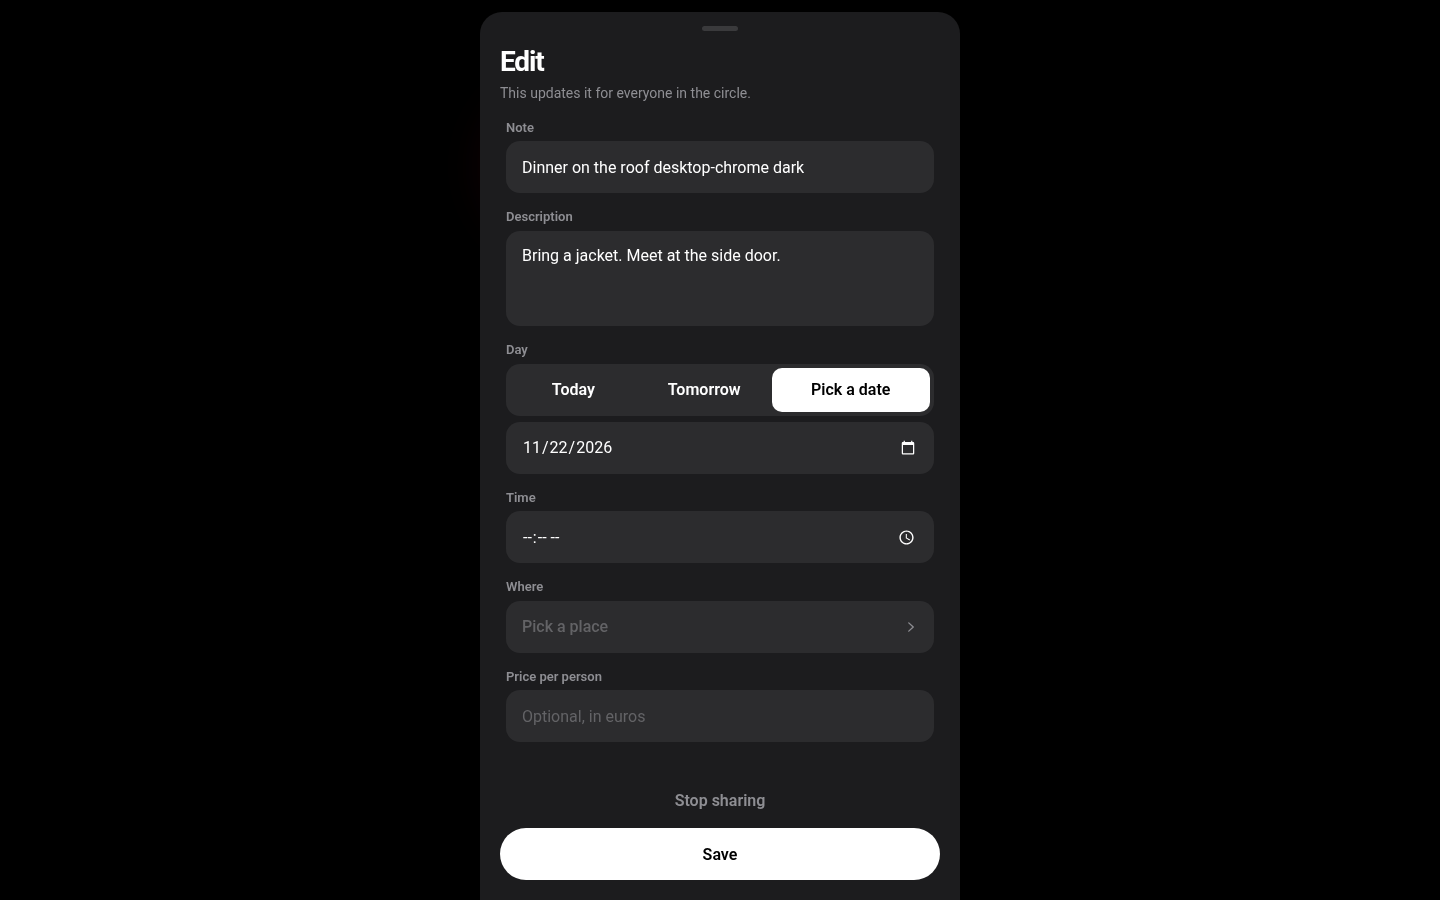 Edit
This updates it for everyone in the circle.
Note
Dinner on the roof desktop-chrome dark
Description
Bring a jacket. Meet at the side door.
Day
Today Tomorrow Pick a date
11/22/2026
Time
--:-- --
Where
Pick a place
Price per person
Optional, in euros
Stop sharing
Save